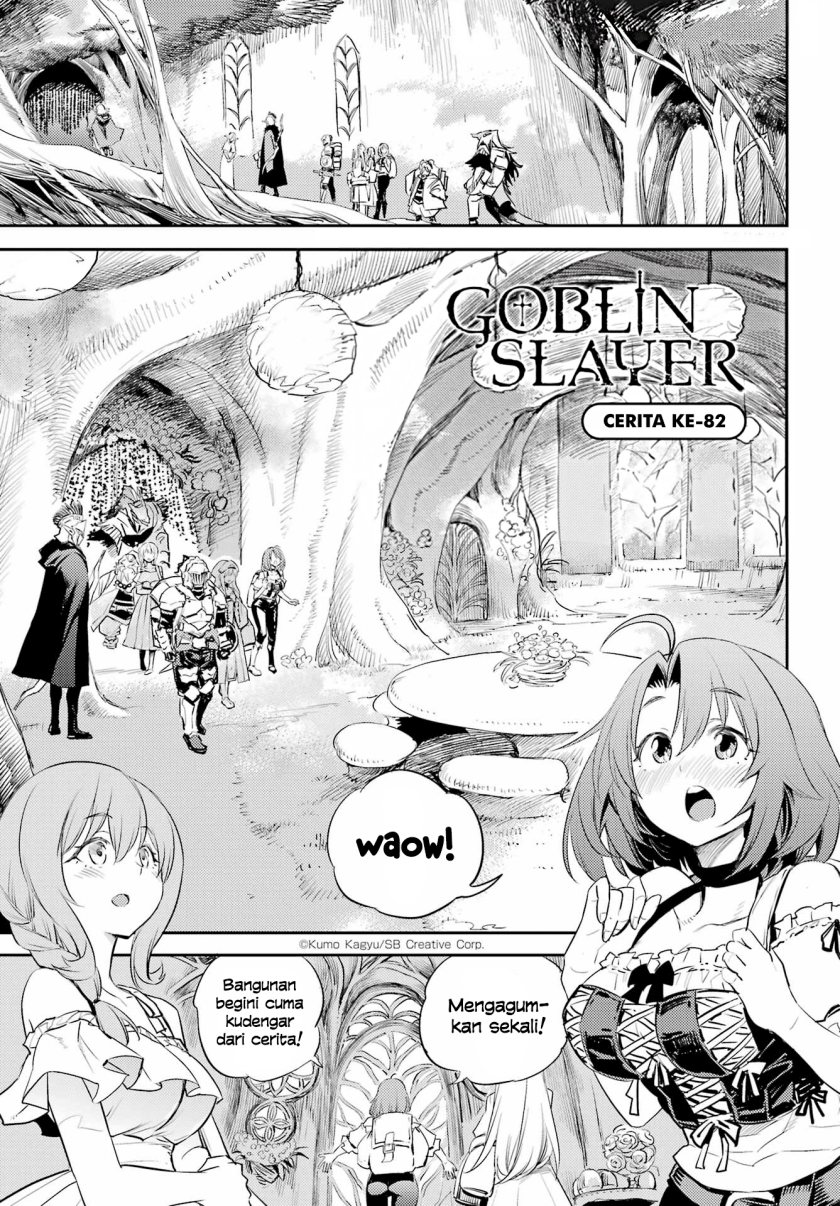 GOBLIN
SLAYER
CERITA KE-82
waow!
©Kumo Kagyu/SB Creative Corp.
Mengagum-
kan sekali!
Bangunan
begini cuma
kudengar
dari cerita!